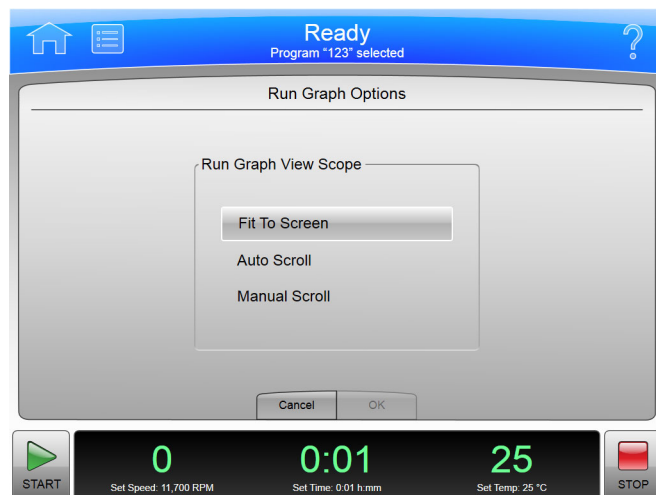 Ready
Program “123” selected
?
Run Graph Options
Run Graph View Scope
Fit To Screen
Auto Scroll
Manual Scroll
Cancel OK
START
0 0:01 25
Set Speed: 11,700 RPM Set Time: 0:01 h:mm Set Temp: 25 °C
STOP